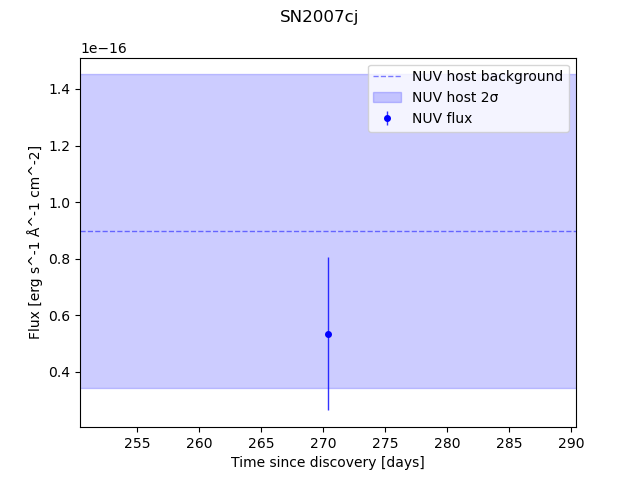 SN2007cj
1e−16
NUV host background
NUV host 2σ
NUV flux
1.4
1.2
1.0
0.8
0.6
0.4
Flux [erg s^-1 Å^-1 cm^-2]
255 260 265 270 275 280 285 290
Time since discovery [days]